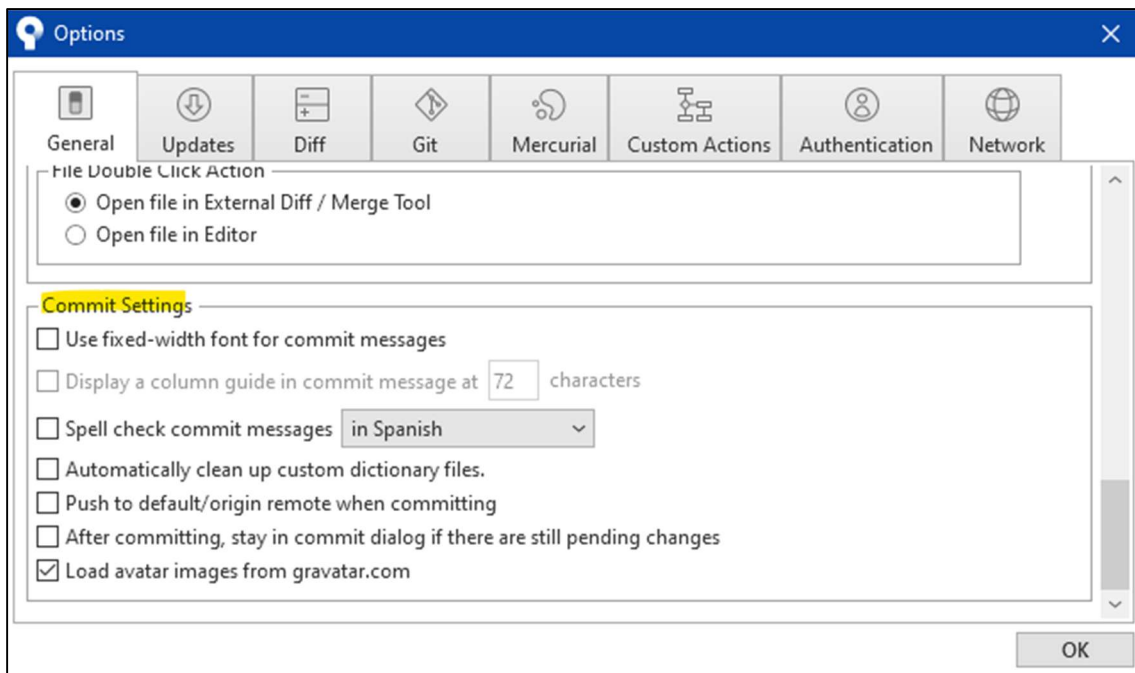 Options
General Updates Diff Git Mercurial Custom Actions Authentication Network
File Double Click Action
Open file in External Diff / Merge Tool
Open file in Editor
Commit Settings
Use fixed-width font for commit messages
Display a column guide in commit message at 72 characters
Spell check commit messages in Spanish
Automatically clean up custom dictionary files.
Push to default/origin remote when committing
After committing, stay in commit dialog if there are still pending changes
Load avatar images from gravatar.com
OK